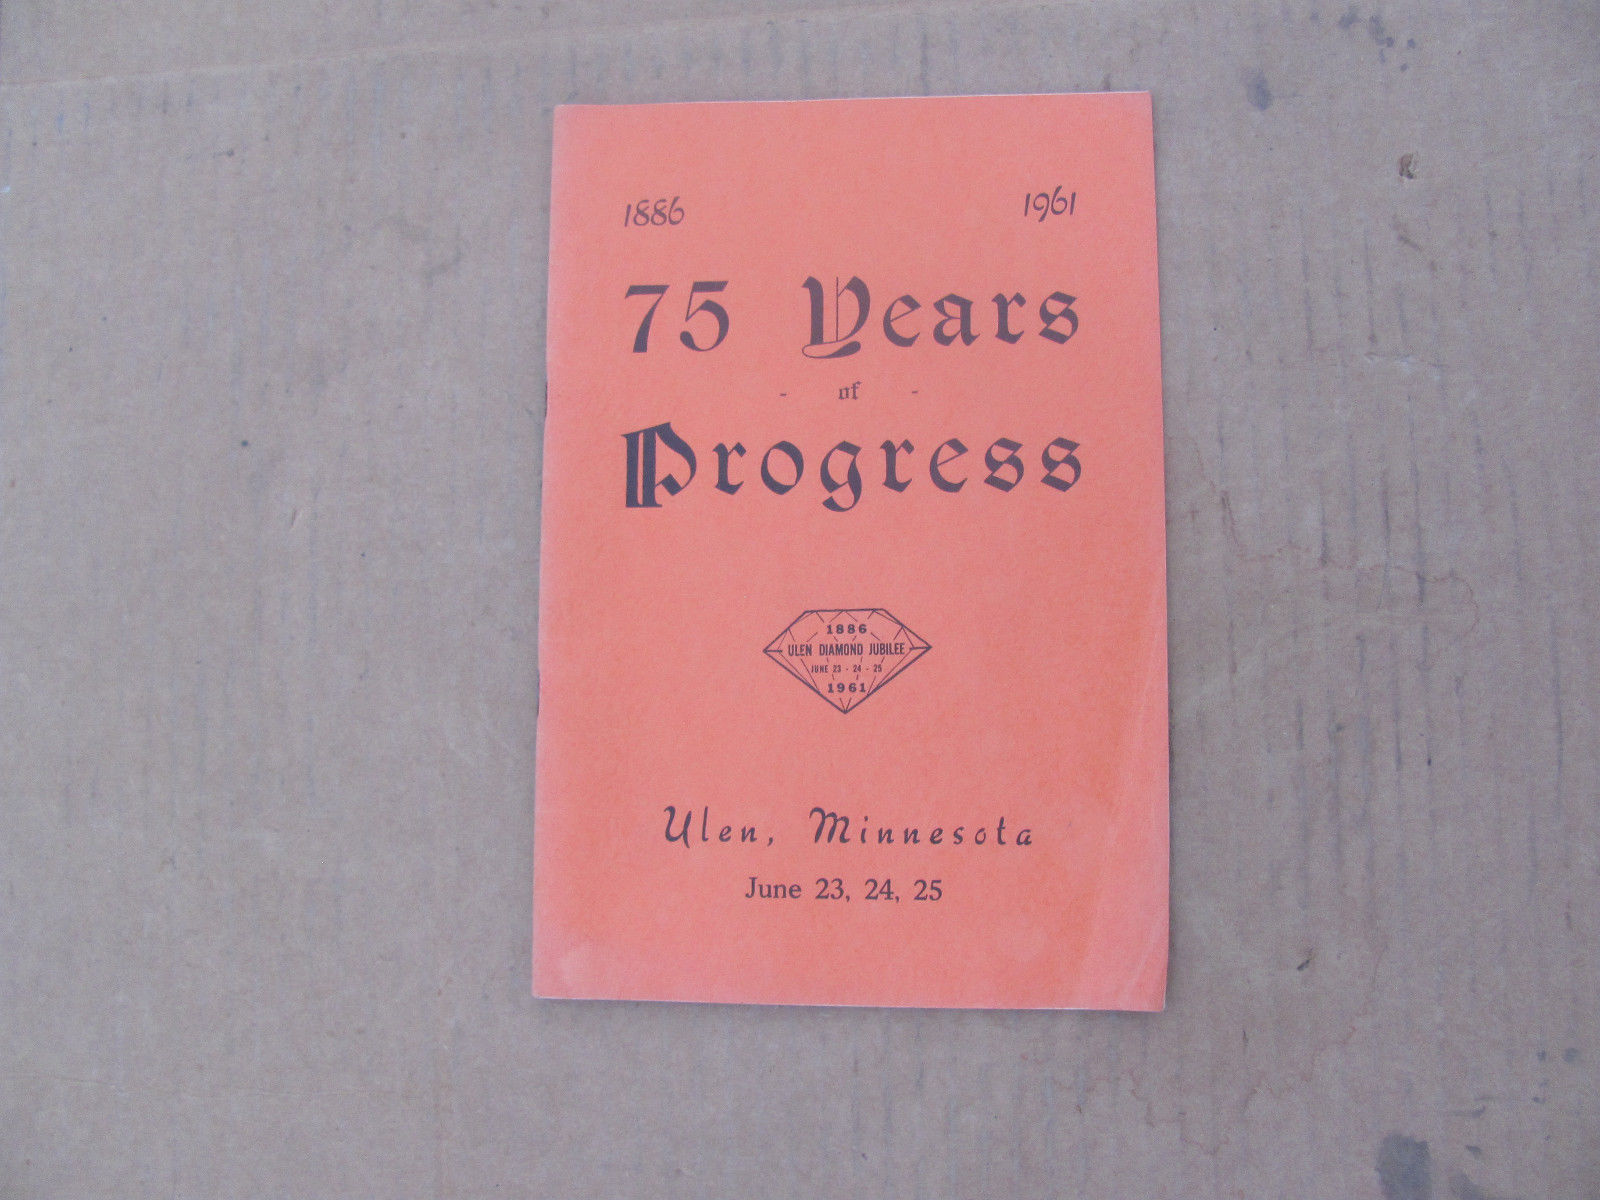 1886 1961
75 Years
- of -
Progress
1886
ULEN DIAMOND JUBILEE
JUNE 23 - 24 - 25
1961
Ulen, Minnesota
June 23, 24, 25